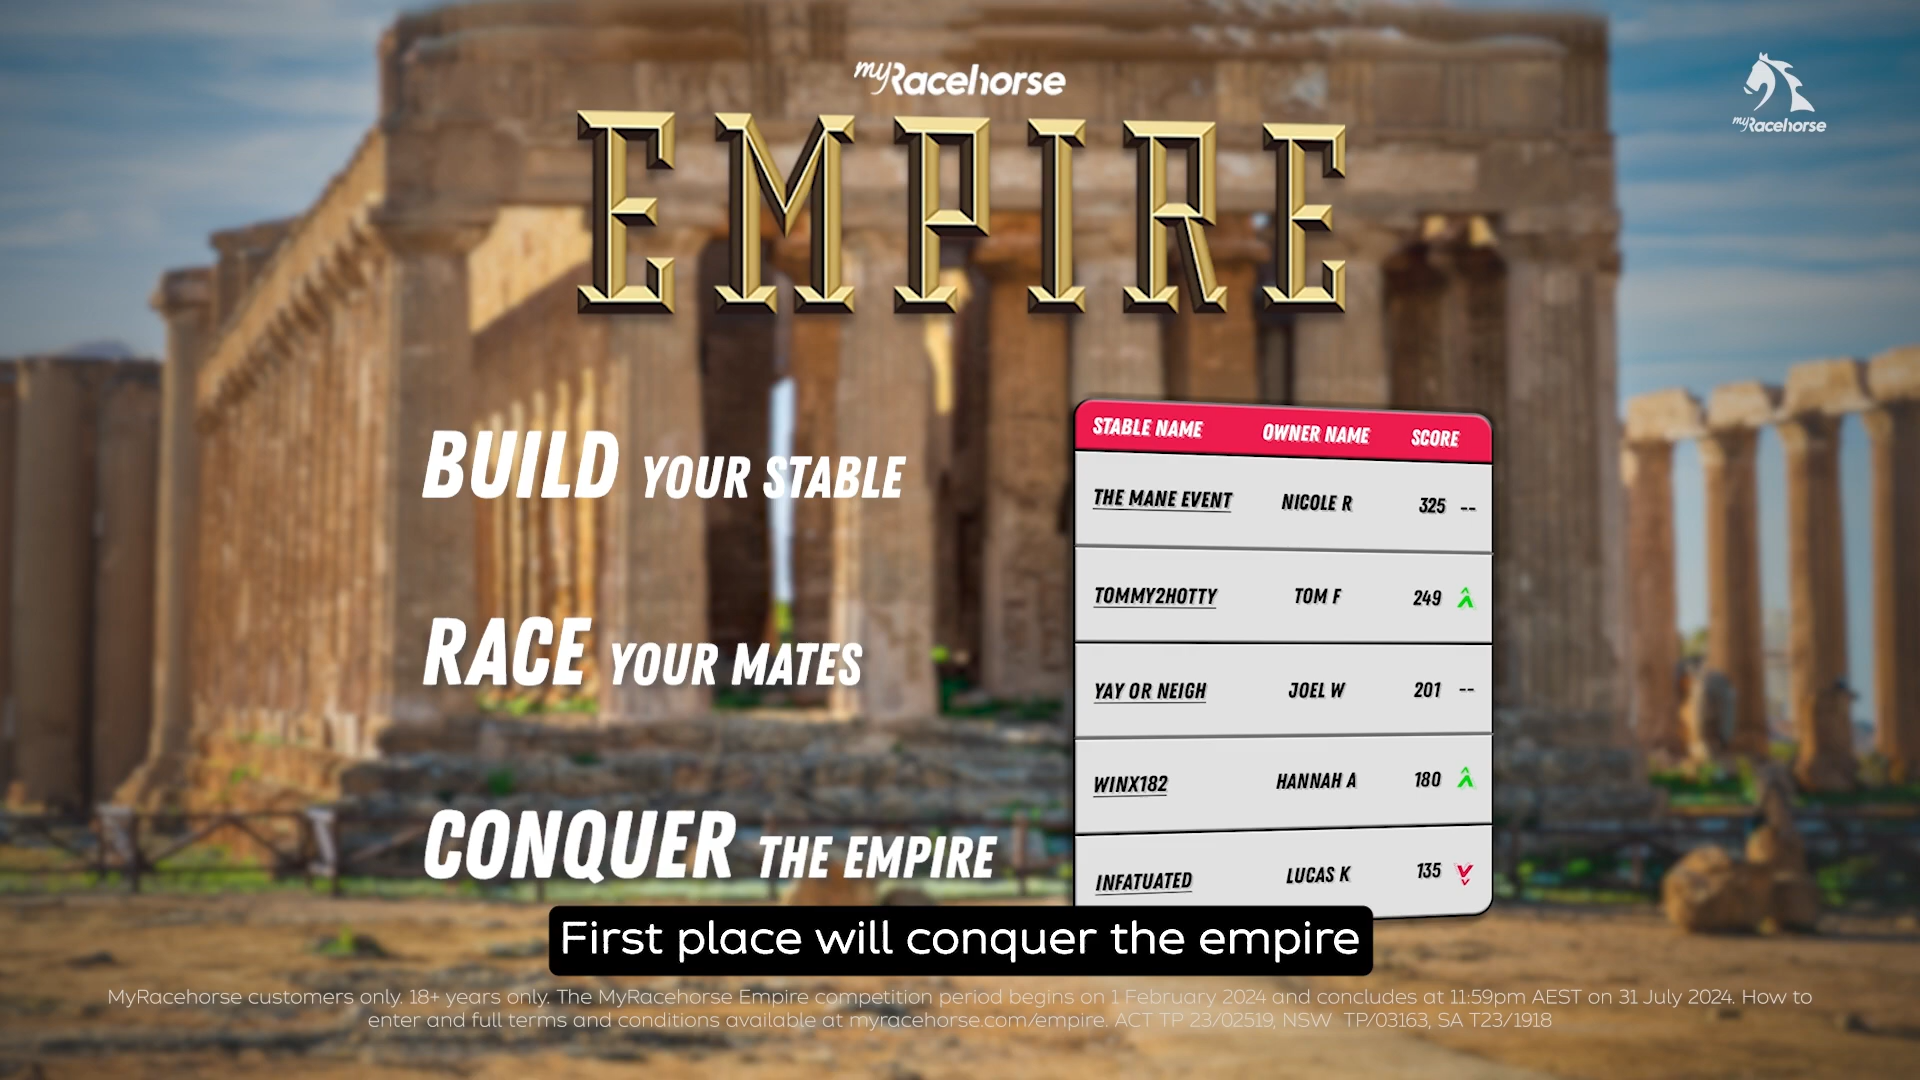 myRacehorse
EMPIRE
myRacehorse
BUILD YOUR STABLE
RACE YOUR MATES
CONQUER THE EMPIRE
STABLE NAME OWNER NAME SCORE
THE MANE EVENT NICOLE R 325 --
TOMMY2HOTTY TOM F 249
YAY OR NEIGH JOEL W 201 --
WINX182 HANNAH A 180
INFATUATED LUCAS K 135
First place will conquer the empire
MyRacehorse customers only. 18+ years only. The MyRacehorse Empire competition period begins on 1 February 2024 and concludes at 11:59pm AEST on 31 July 2024. How to
enter and full terms and conditions available at myracehorse.com/empire. ACT TP 23/02519, NSW TP/03163, SA T23/1918